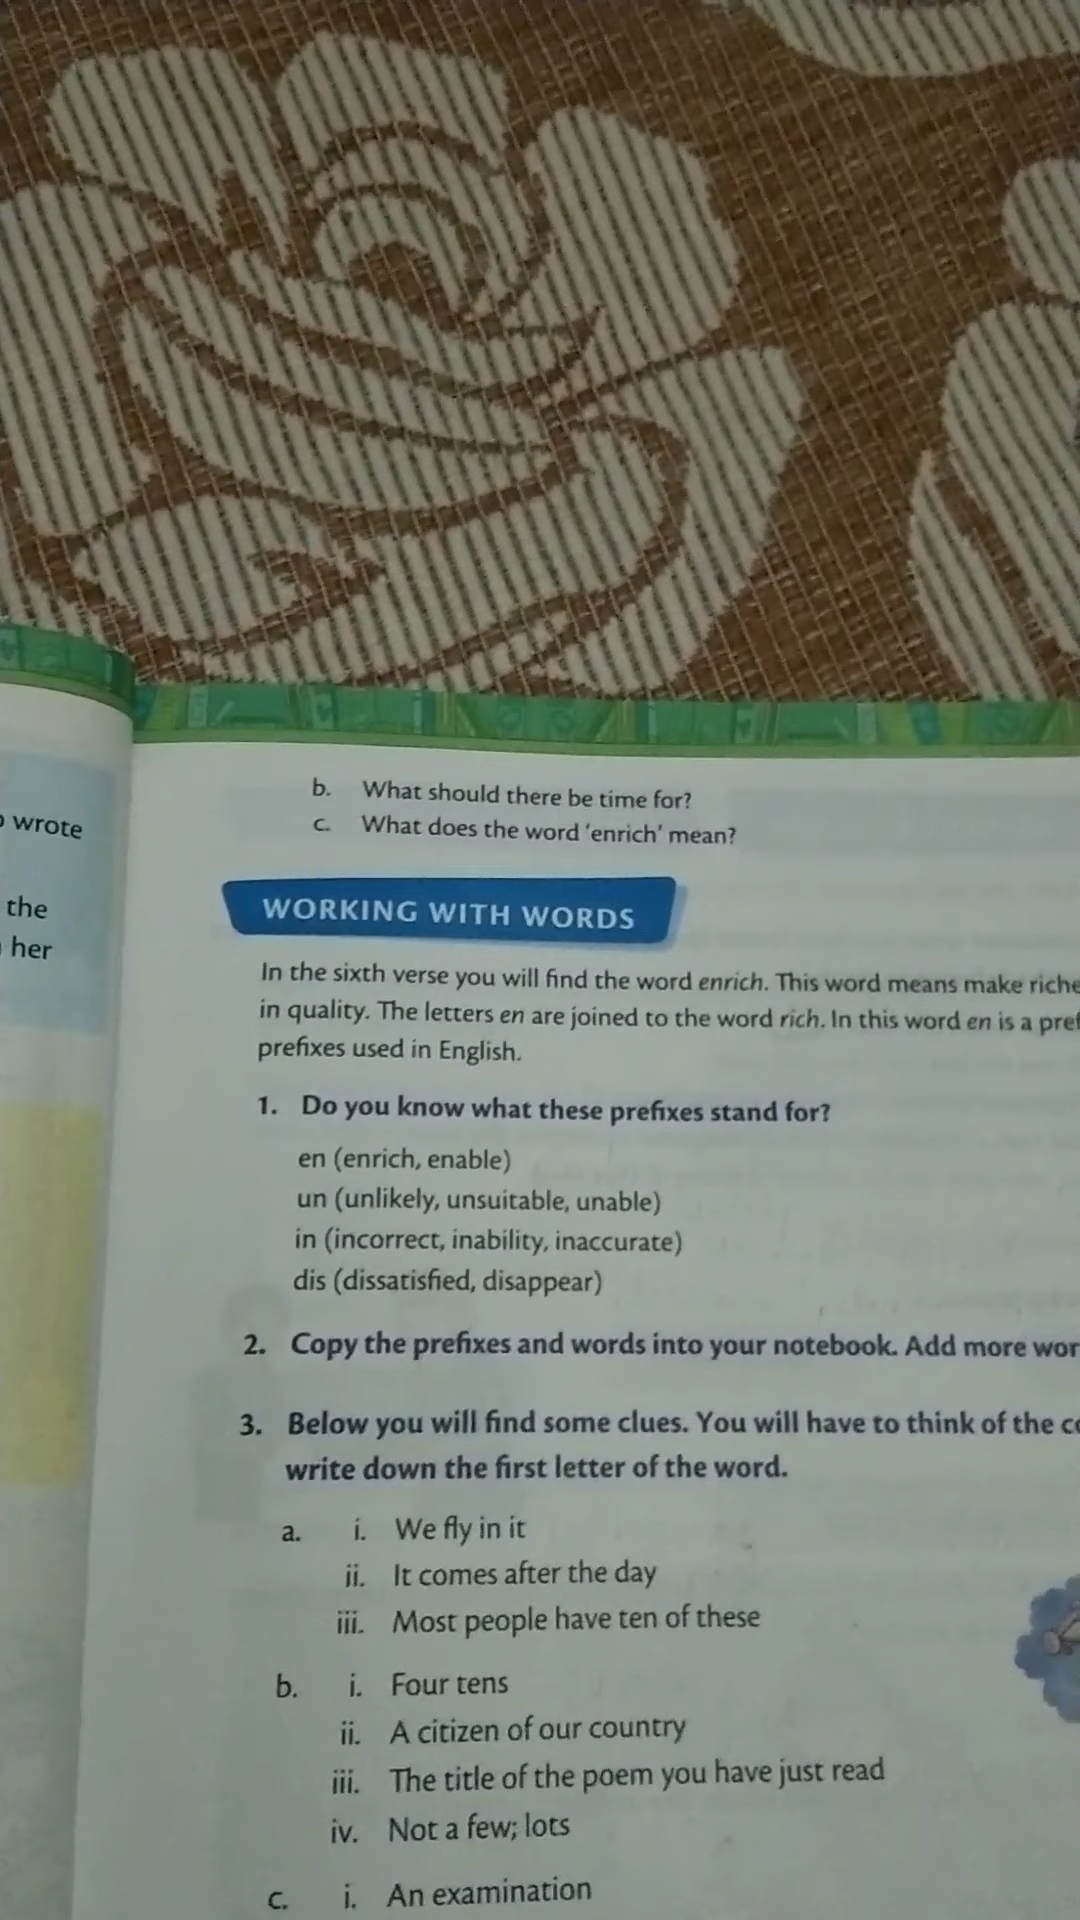 wrote
the
her
b. What should there be time for?
c. What does the word 'enrich' mean?
WORKING WITH WORDS
In the sixth verse you will find the word enrich. This word means make
in quality. The letters en are joined to the word rich. In this word en is a
prefixes used in English.
1. Do you know what these prefixes stand for?
en (enrich, enable)
un (unlikely, unsuitable, unable)
in (incorrect, inability, inaccurate)
dis (dissatisfied, disappear)
2. Copy the prefixes and words into your notebook. Add more
3. Below you will find some clues. You will have to think of the
write down the first letter of the word.
a. i. We fly in it
ii. It comes after the day
iii. Most people have ten of these
b. i. Four tens
ii. A citizen of our country
iii. The title of the poem you have just read
iv. Not a few; lots
c. i. An examination